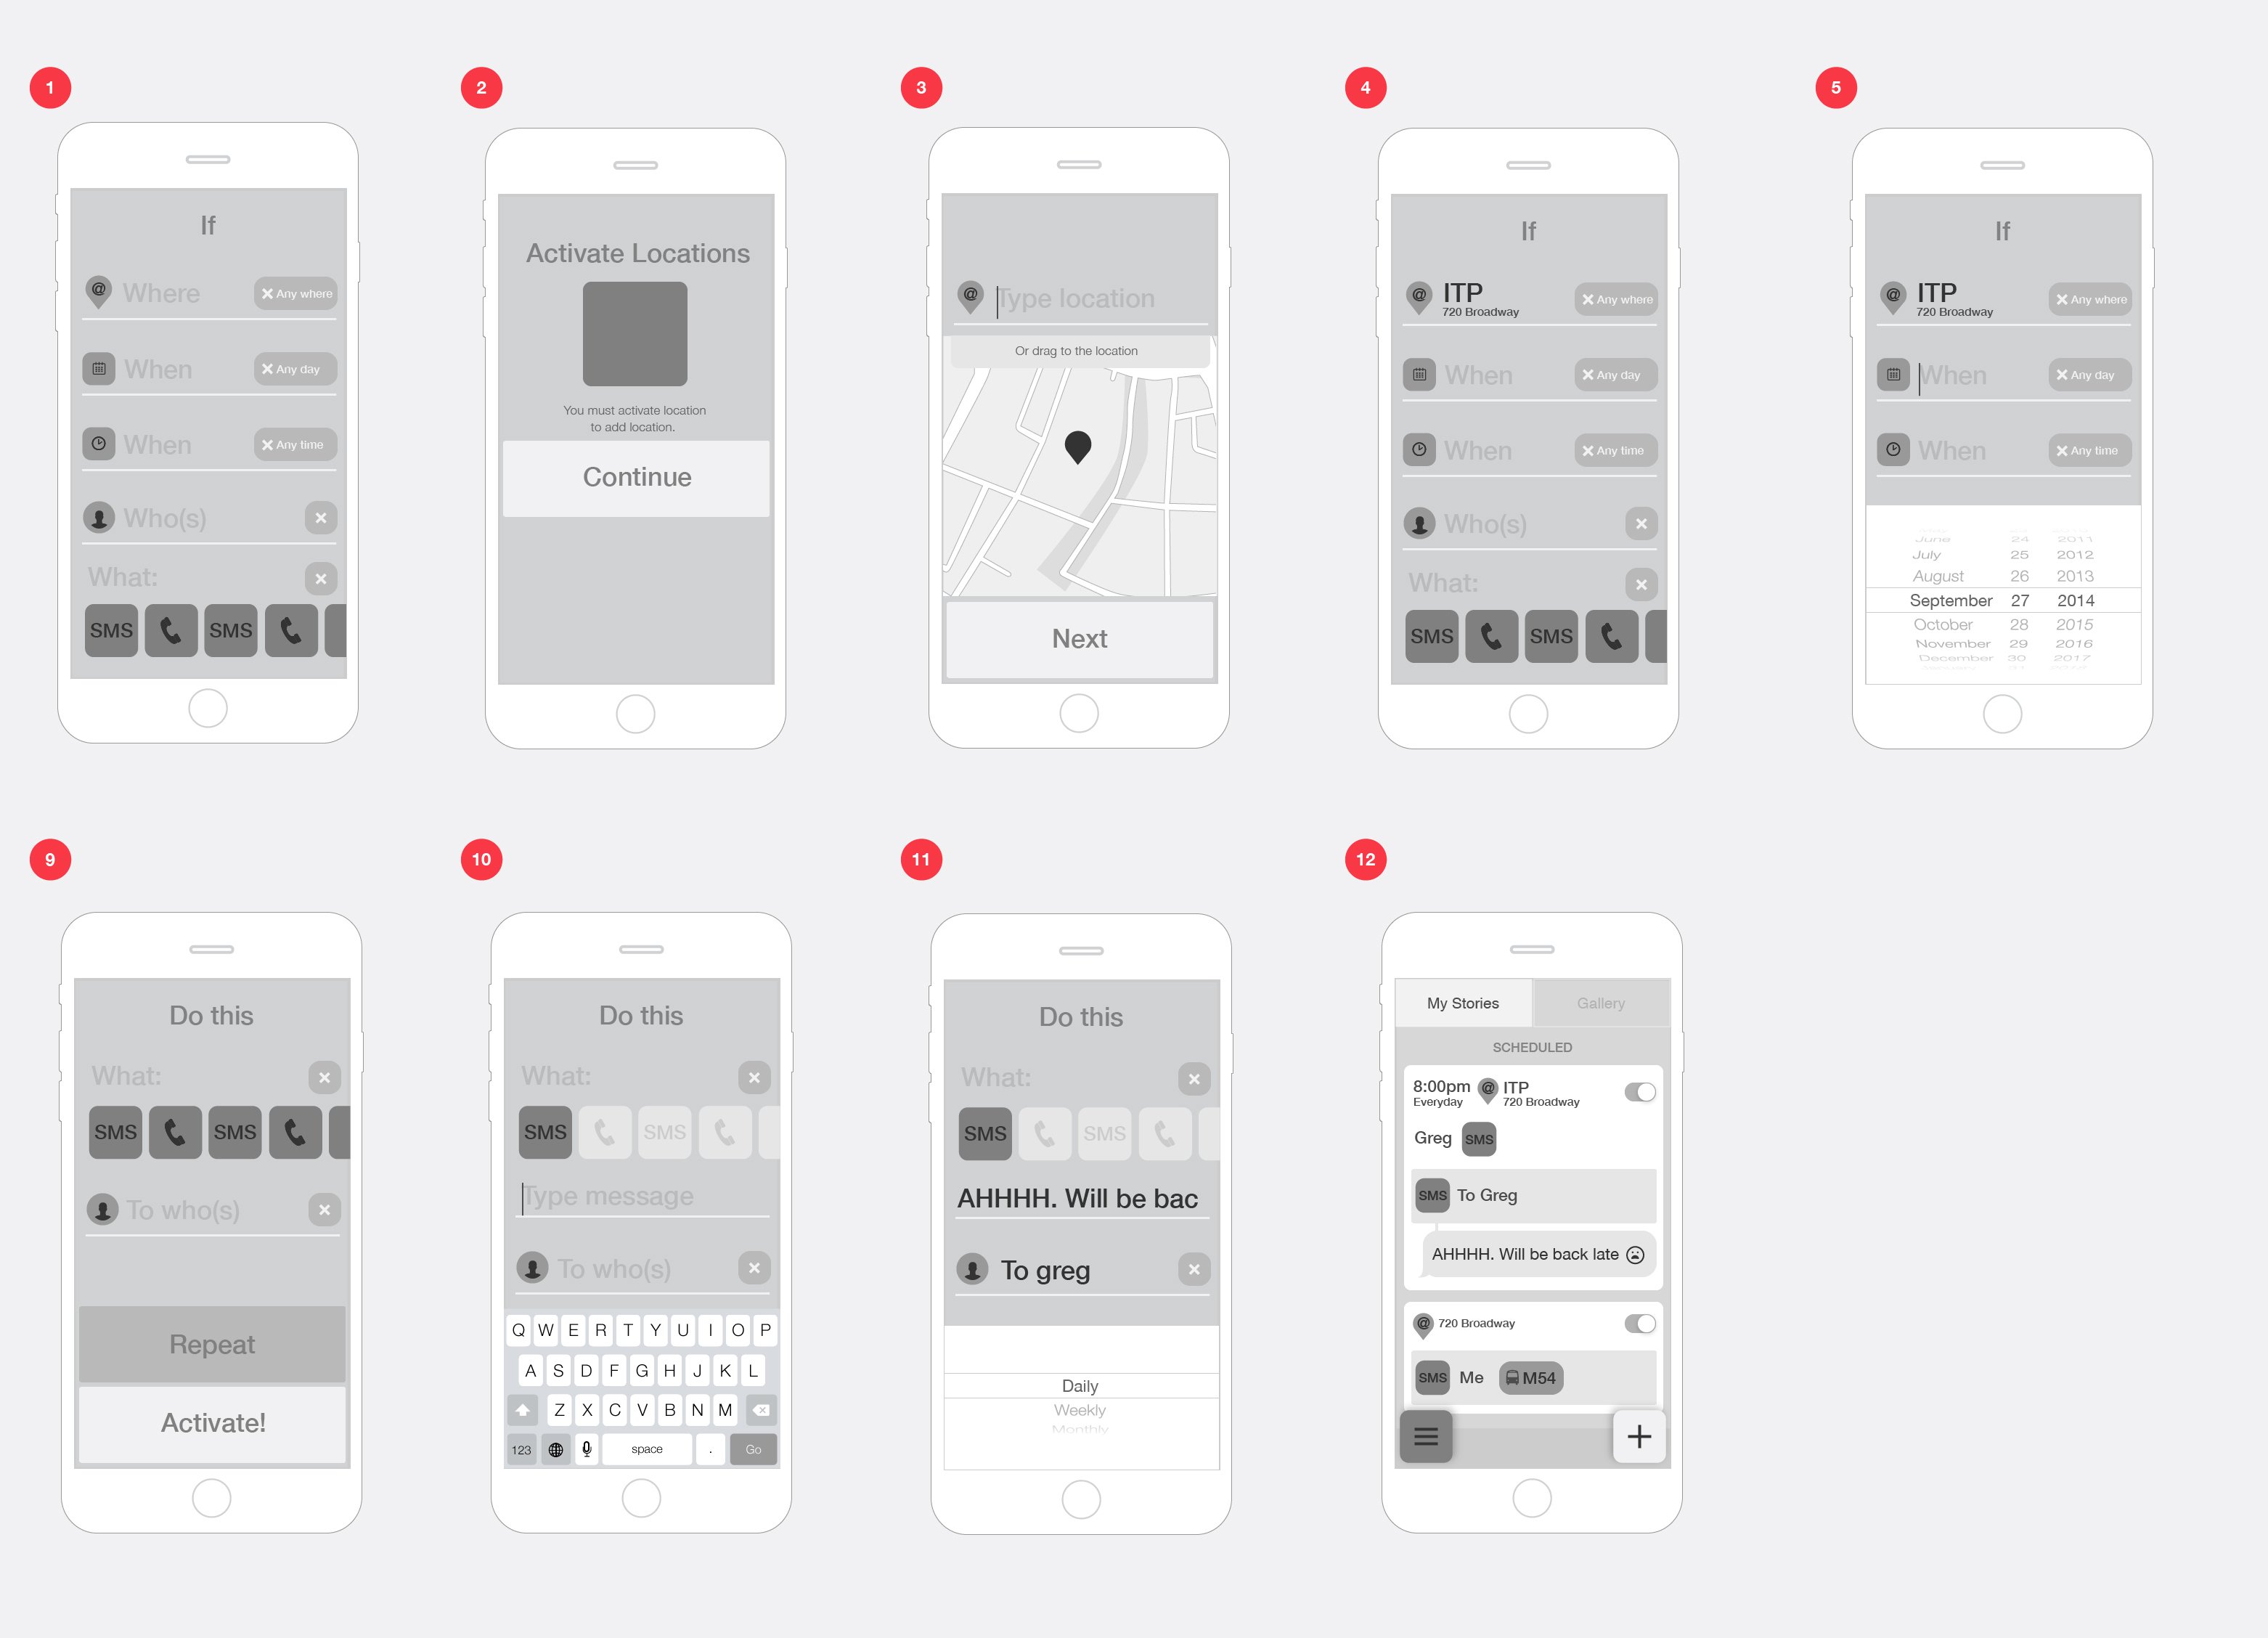 1
If
@ Where × Any where
When × Any day
When × Any time
Who(s) ×
What: ×
SMS SMS
2
Activate Locations
You must activate location
to add location.
Continue
3
@ Type location
Or drag to the location
Next
4
If
@ ITP × Any where
720 Broadway
When × Any day
When × Any time
Who(s) ×
What: ×
SMS SMS
5
If
@ ITP × Any where
720 Broadway
When × Any day
When × Any time
June 24 2011
July 25 2012
August 26 2013
September 27 2014
October 28 2015
November 29 2016
December 30 2017
9
Do this
What: ×
SMS SMS
To who(s) ×
Repeat
Activate!
10
Do this
What: ×
SMS SMS
Type message
To who(s) ×
Q W E R T Y U I O P
A S D F G H J K L
Z X C V B N M
123 space . Go
11
Do this
What: ×
SMS SMS
AHHHH. Will be bac
To greg ×
Daily
Weekly
Monthly
12
My Stories Gallery
SCHEDULED
8:00pm @ ITP
Everyday 720 Broadway
Greg SMS
SMS To Greg
AHHHH. Will be back late
@ 720 Broadway
SMS Me M54